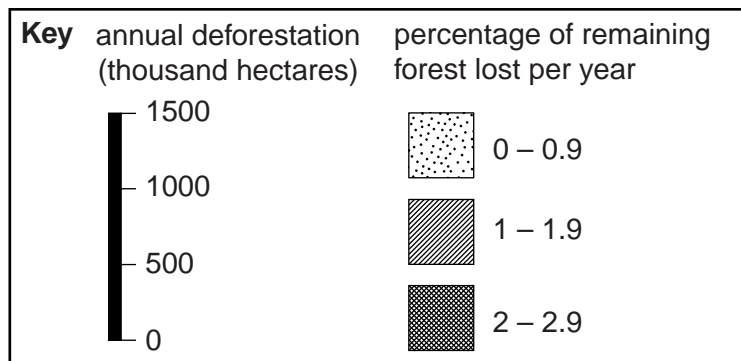 Key
annual deforestation
(thousand hectares)
1500
1000
500
0
percentage of remaining
forest lost per year
0 – 0.9
1 – 1.9
2 – 2.9